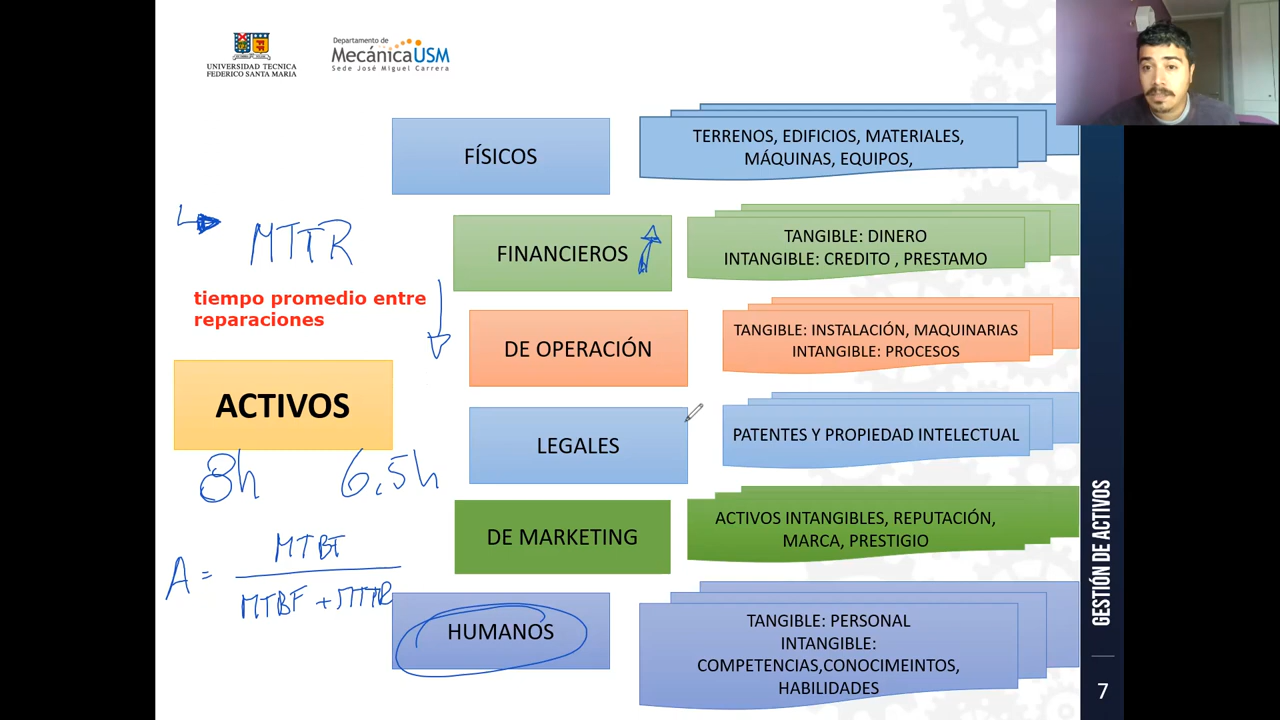 UNIVERSIDAD TECNICA
FEDERICO SANTA MARIA
Departamento de
MecánicaUSM
Sede José Miguel Carrera
FÍSICOS
TERRENOS, EDIFICIOS, MATERIALES,
MÁQUINAS, EQUIPOS,
MTTR
FINANCIEROS
TANGIBLE: DINERO
INTANGIBLE: CREDITO , PRESTAMO
tiempo promedio entre
reparaciones
DE OPERACIÓN
TANGIBLE: INSTALACIÓN, MAQUINARIAS
INTANGIBLE: PROCESOS
ACTIVOS
LEGALES
PATENTES Y PROPIEDAD INTELECTUAL
8h 6,5h
DE MARKETING
ACTIVOS INTANGIBLES, REPUTACIÓN,
MARCA, PRESTIGIO
A = MTBF
MTBF + MTTR
HUMANOS
TANGIBLE: PERSONAL
INTANGIBLE:
COMPETENCIAS,CONOCIMEINTOS,
HABILIDADES
GESTIÓN DE ACTIVOS
7